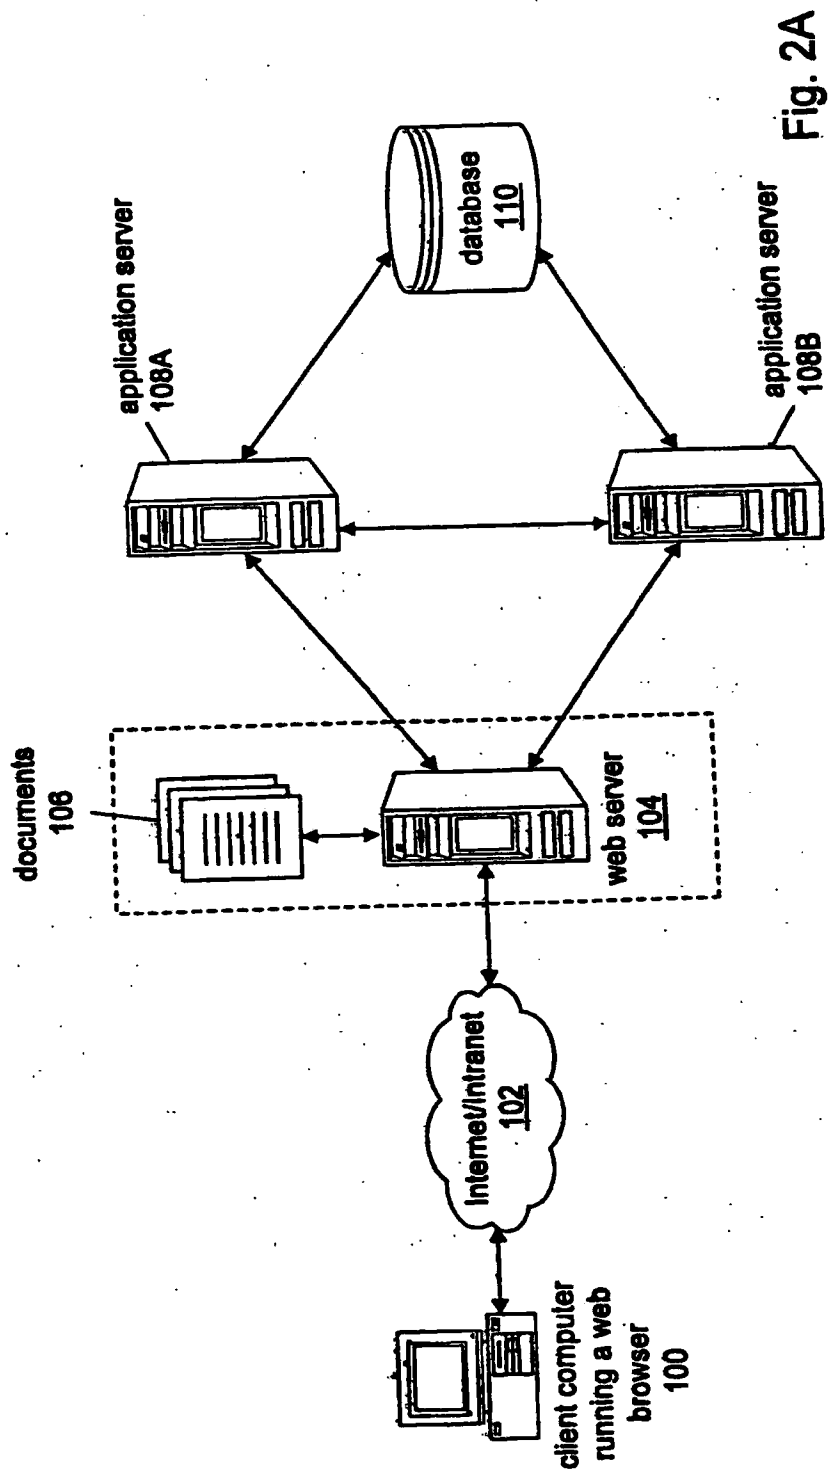 client computer
running a web
browser
100
Internet/Intranet
102
documents
106
web server
104
application server
108A
application server
108B
database
110
Fig. 2A